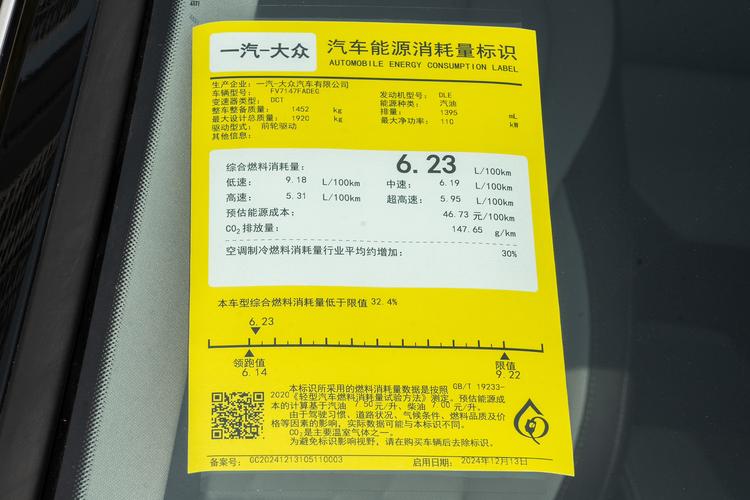 一汽-大众 汽车能源消耗量标识
AUTOMOBILE ENERGY CONSUMPTION LABEL
生产企业：一汽-大众汽车有限公司
车辆型号：FV7147FADEG 发动机型号：DLE
变速器类型：DCT 能源种类：汽油
整车整备质量：1452 kg 排量：1395 mL
最大设计总质量：1920 kg 最大净功率：110 kW
驱动型式：前轮驱动
其他信息：
综合燃料消耗量：6.23 L/100km
低速：9.18 L/100km 中速：6.19 L/100km
高速：5.31 L/100km 超高速：5.95 L/100km
预估能源成本：46.73 元/100km
CO₂排放量：147.65 g/km
空调制冷燃料消耗量行业平均约增加：30%
本车型综合燃料消耗量低于限值 32.4%
6.23
领跑值 限值
6.14 9.22
本标识所采用的燃料消耗量数据是按照 GB/T 19233-
2020《轻型汽车燃料消耗量试验方法》测定。预估能源成
本的计算基于汽油 7.50 元/升、柴油 7.00 元/升。
由于驾驶习惯、道路状况、气候条件、燃料品质及价
格等因素的影响，实际数据可能与本标识不同。
CO₂是主要温室气体之一。
为避免标识影响视野，请在购买车辆后去除标识。
备案号：GC20241213105110003 启用日期：2024年12月13日